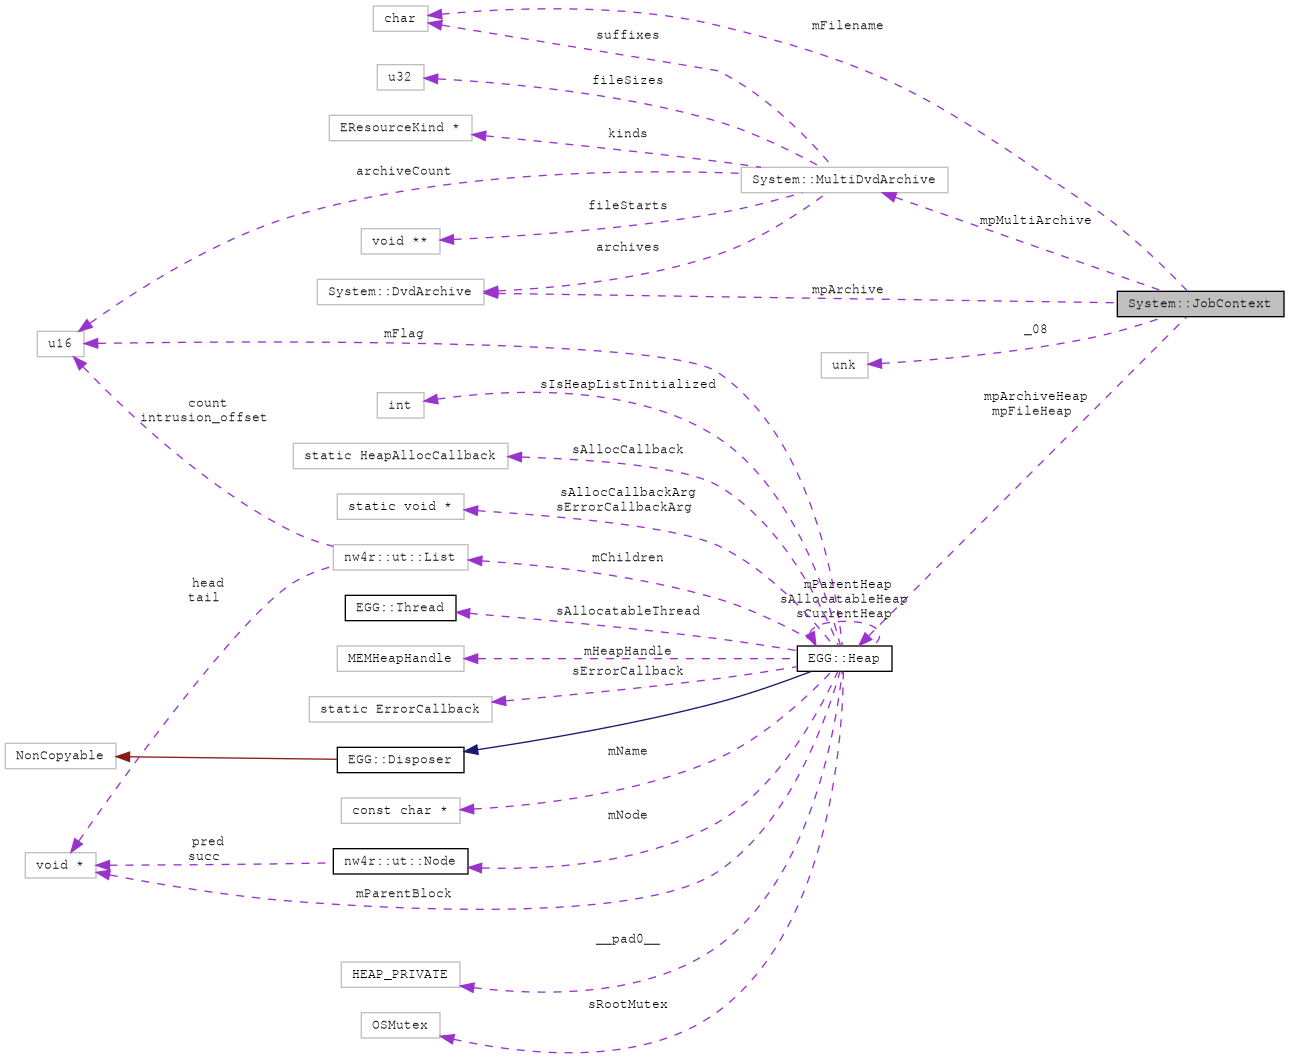 char
mFilename
suffixes
u32
fileSizes
EResourceKind *
kinds
archiveCount
System::MultiDvdArchive
fileStarts
mpMultiArchive
void **
archives
System::DvdArchive
mpArchive
System::JobContext
_08
u16
mFlag
unk
sIsHeapListInitialized
mpArchiveHeap
mpFileHeap
int
count
intrusion_offset
sAllocCallback
static HeapAllocCallback
sAllocCallbackArg
sErrorCallbackArg
static void *
nw4r::ut::List
mChildren
head
tail
mParentHeap
sAllocatableHeap
sCurrentHeap
EGG::Thread
sAllocatableThread
MEMHeapHandle
mHeapHandle
EGG::Heap
sErrorCallback
static ErrorCallback
NonCopyable
EGG::Disposer
mName
const char *
mNode
pred
succ
void *
nw4r::ut::Node
mParentBlock
__pad0__
HEAP_PRIVATE
sRootMutex
OSMutex